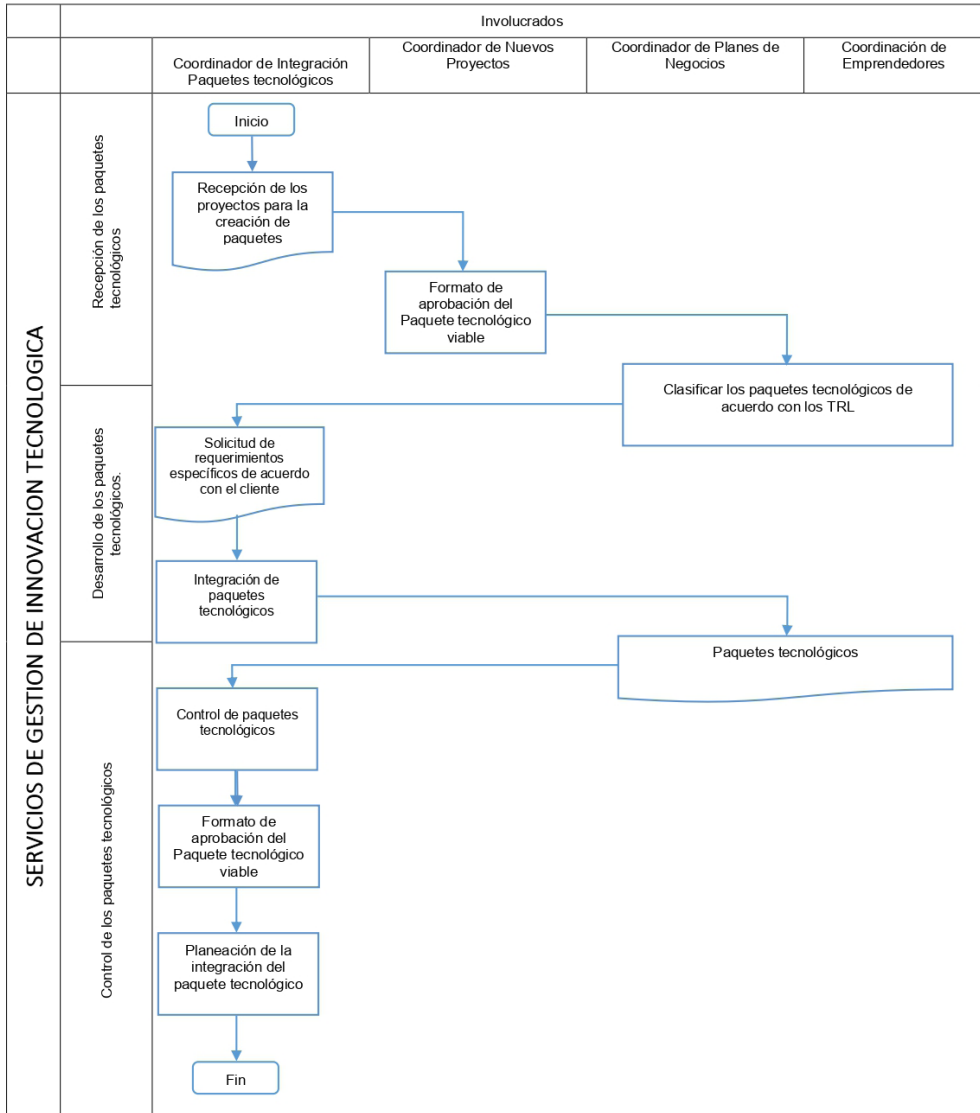 Involucrados
Coordinador de Integración
Paquetes tecnológicos
Coordinador de Nuevos
Proyectos
Coordinador de Planes de
Negocios
Coordinación de
Emprendedores
SERVICIOS DE GESTION DE INNOVACION TECNOLOGICA
Recepción de los paquetes
tecnológicos
Inicio
Recepción de los
proyectos para la
creación de
paquetes
Formato de
aprobación del
Paquete tecnológico
viable
Clasificar los paquetes tecnológicos de
acuerdo con los TRL
Desarrollo de los paquetes
tecnológicos.
Solicitud de
requerimientos
específicos de acuerdo
con el cliente
Integración de
paquetes
tecnológicos
Paquetes tecnológicos
Control de los paquetes tecnológicos
Control de paquetes
tecnológicos
Formato de
aprobación del
Paquete tecnológico
viable
Planeación de la
integración del
paquete tecnológico
Fin